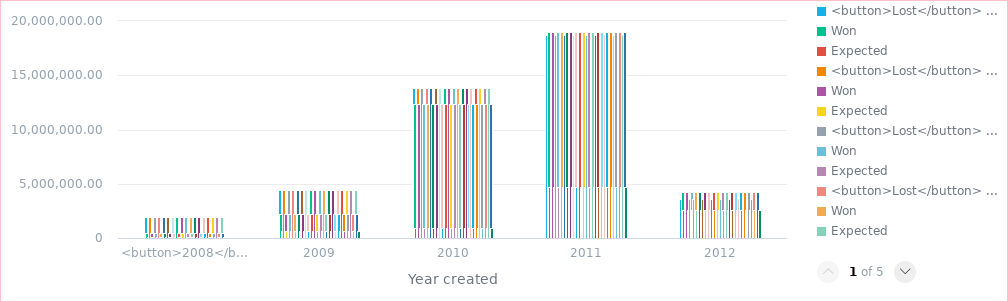 20,000,000.00
15,000,000.00
10,000,000.00
5,000,000.00
0
<button>2008</b...
2009
2010
2011
2012
Year created
<button>Lost</button> ...
Won
Expected
<button>Lost</button> ...
Won
Expected
<button>Lost</button> ...
Won
Expected
<button>Lost</button> ...
Won
Expected
1 of 5